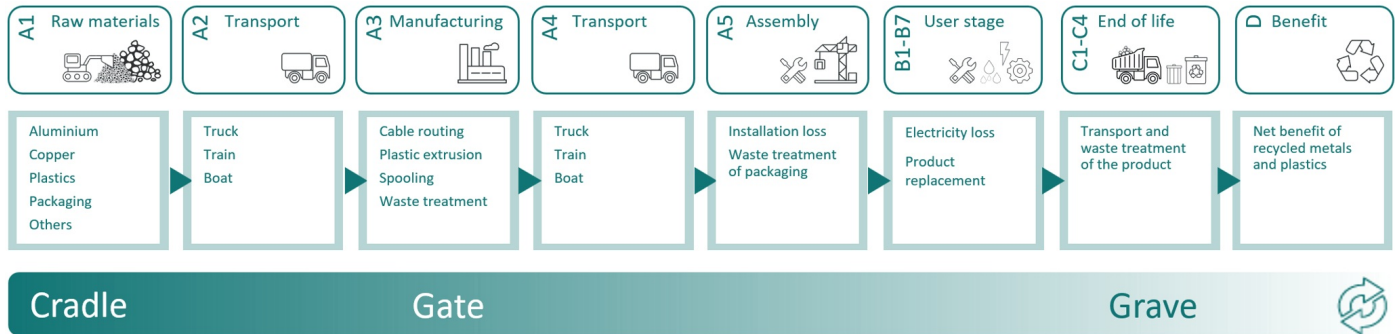 A1 Raw materials
A2 Transport
A3 Manufacturing
A4 Transport
A5 Assembly
B1-B7 User stage
C1-C4 End of life
D Benefit
Aluminium
Copper
Plastics
Packaging
Others
Truck
Train
Boat
Cable routing
Plastic extrusion
Spooling
Waste treatment
Truck
Train
Boat
Installation loss
Waste treatment
of packaging
Electricity loss
Product
replacement
Transport and
waste treatment
of the product
Net benefit of
recycled metals
and plastics
Cradle
Gate
Grave